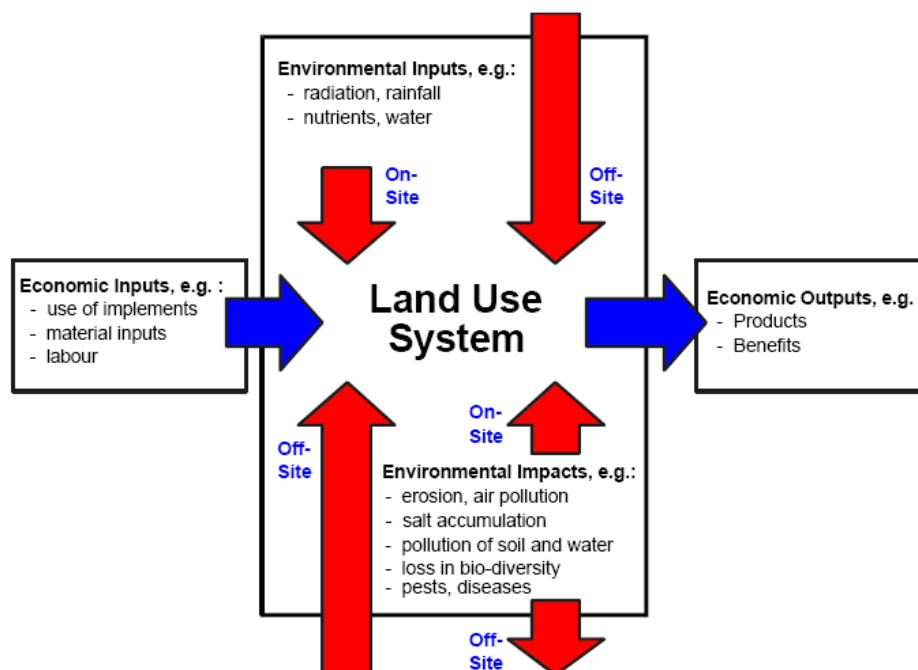 Environmental Inputs, e.g.:
- radiation, rainfall
- nutrients, water
On-
Site
Off-
Site
Economic Inputs, e.g. :
- use of implements
- material inputs
- labour
Land Use
System
Economic Outputs, e.g.
- Products
- Benefits
Off-
Site
On-
Site
Environmental Impacts, e.g.:
- erosion, air pollution
- salt accumulation
- pollution of soil and water
- loss in bio-diversity
- pests, diseases
Off-
Site